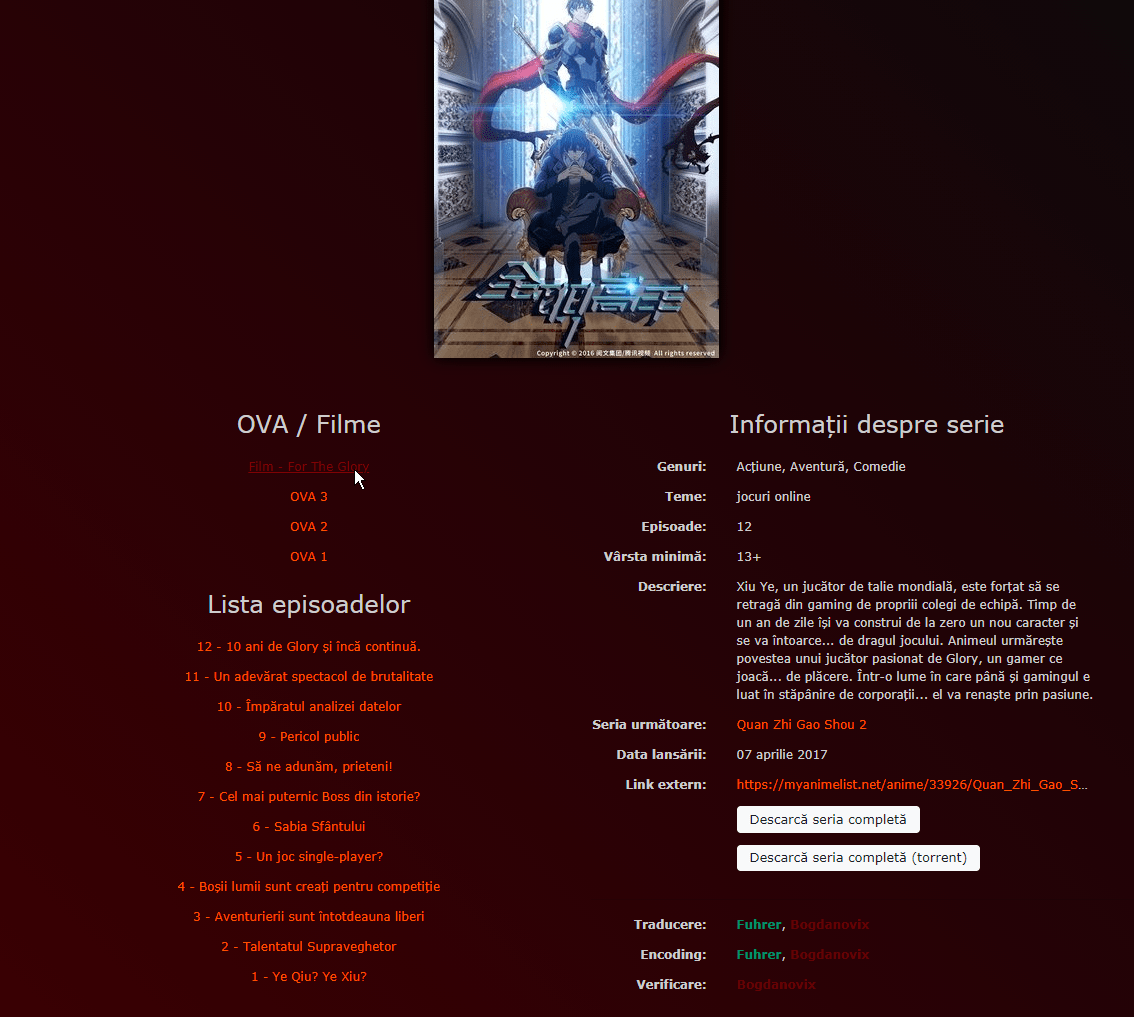 全职高手
Copyright © 2016 阅文集团/腾讯视频 All rights reserved
OVA / Filme
Film - For The Glory
OVA 3
OVA 2
OVA 1
Lista episoadelor
12 - 10 ani de Glory și încă continuă.
11 - Un adevărat spectacol de brutalitate
10 - Împăratul analizei datelor
9 - Pericol public
8 - Să ne adunăm, prieteni!
7 - Cel mai puternic Boss din istorie?
6 - Sabia Sfântului
5 - Un joc single-player?
4 - Boșii lumii sunt creați pentru competiție
3 - Aventurierii sunt întotdeauna liberi
2 - Talentatul Supraveghetor
1 - Ye Qiu? Ye Xiu?
Informații despre serie
Genuri: Acțiune, Aventură, Comedie
Teme: jocuri online
Episoade: 12
Vârsta minimă: 13+
Descriere: Xiu Ye, un jucător de talie mondială, este forțat să se
retragă din gaming de propriii colegi de echipă. Timp de
un an de zile își va construi de la zero un nou caracter și
se va întoarce... de dragul jocului. Animeul urmărește
povestea unui jucător pasionat de Glory, un gamer ce
joacă... de plăcere. Într-o lume în care până și gamingul e
luat în stăpânire de corporații... el va renaște prin pasiune.
Seria următoare: Quan Zhi Gao Shou 2
Data lansării: 07 aprilie 2017
Link extern: https://myanimelist.net/anime/33926/Quan_Zhi_Gao_S...
Descarcă seria completă
Descarcă seria completă (torrent)
Traducere: Fuhrer, Bogdanovix
Encoding: Fuhrer, Bogdanovix
Verificare: Bogdanovix